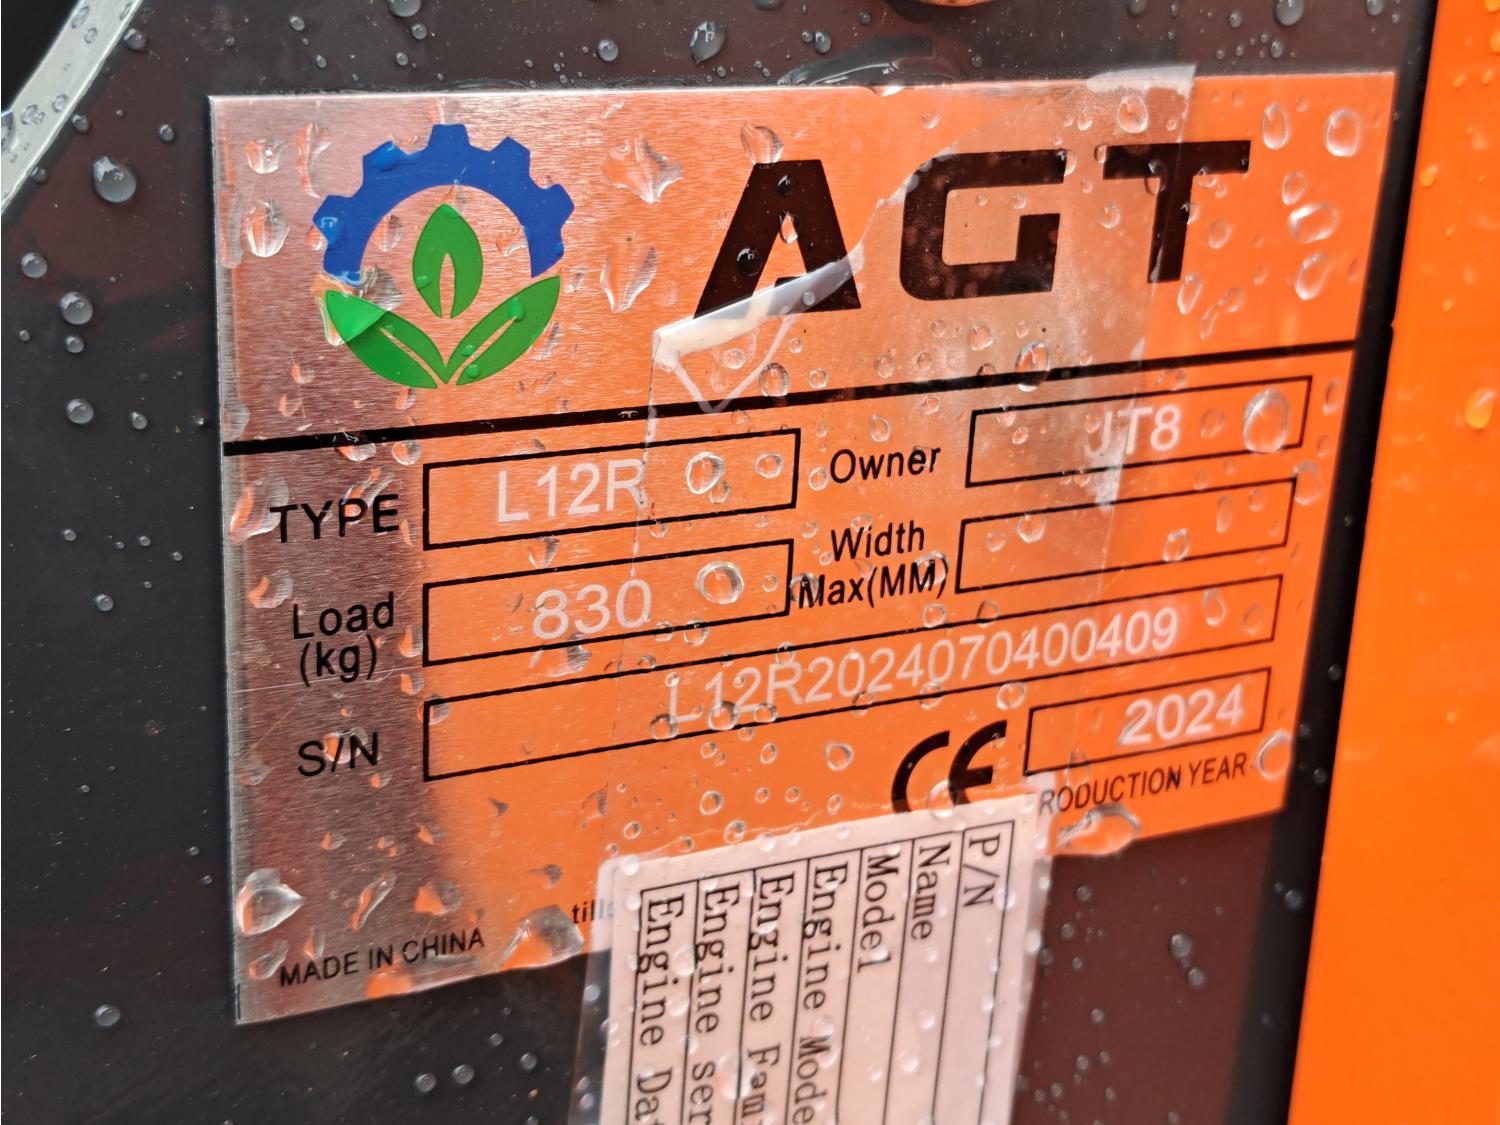 AGT
TYPE L12R Owner JT8
Load (kg) 830 Width Max(MM)
S/N L12R2024070400409
CE 2024
RODUCTION YEAR
MADE IN CHINA
P/N
Name
Model
Engine Mode
Engine Fam
Engine ser
Engine Da